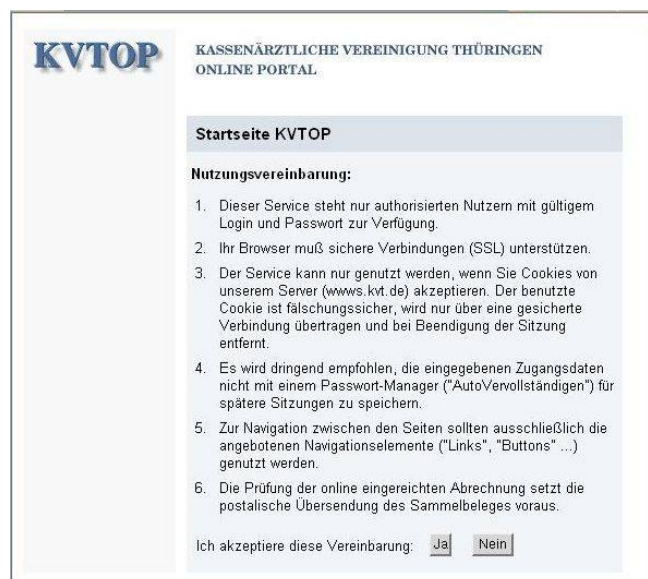 KVTOP
KASSENÄRZTLICHE VEREINIGUNG THÜRINGEN
ONLINE PORTAL
Startseite KVTOP
Nutzungsvereinbarung:
1. Dieser Service steht nur authorisierten Nutzern mit gültigem
Login und Passwort zur Verfügung.
2. Ihr Browser muß sichere Verbindungen (SSL) unterstützen.
3. Der Service kann nur genutzt werden, wenn Sie Cookies von
unserem Server (wwws.kvt.de) akzeptieren. Der benutzte
Cookie ist fälschungssicher, wird nur über eine gesicherte
Verbindung übertragen und bei Beendigung der Sitzung
entfernt.
4. Es wird dringend empfohlen, die eingegebenen Zugangsdaten
nicht mit einem Passwort-Manager ("AutoVervollständigen") für
spätere Sitzungen zu speichern.
5. Zur Navigation zwischen den Seiten sollten ausschließlich die
angebotenen Navigationselemente ("Links", "Buttons" ...)
genutzt werden.
6. Die Prüfung der online eingereichten Abrechnung setzt die
postalische Übersendung des Sammelbeleges voraus.
Ich akzeptiere diese Vereinbarung: Ja Nein